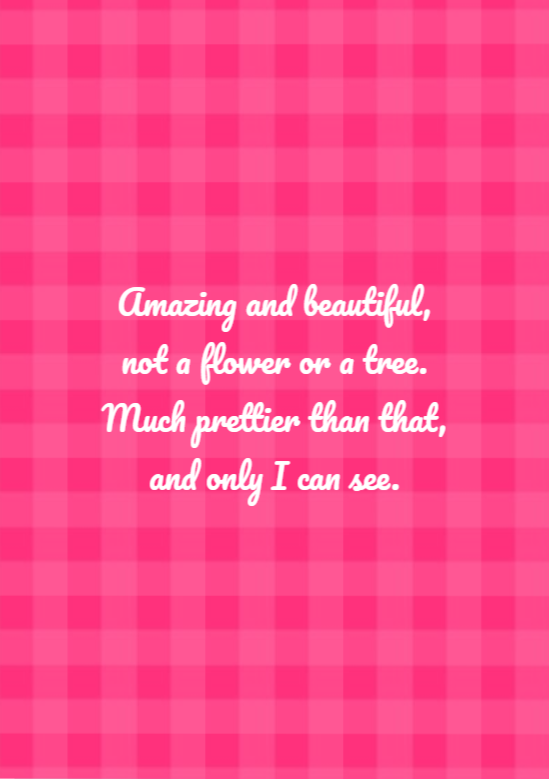 Amazing and beautiful,
not a flower or a tree.
Much prettier than that,
and only I can see.